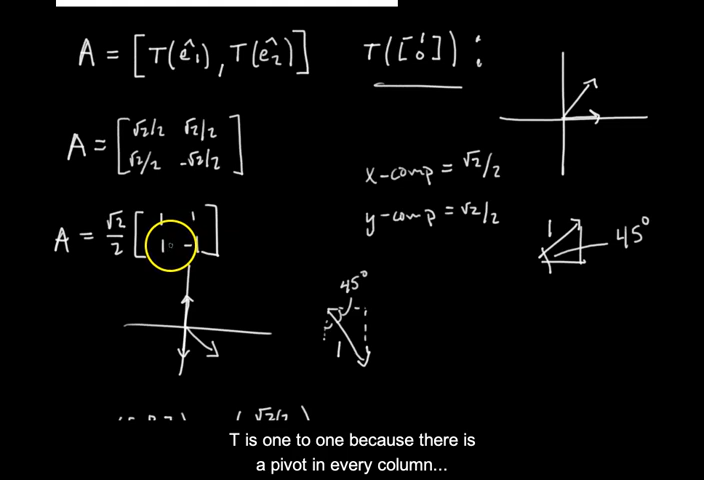 A = [T(ê1), T(ê2)] T([1 0]) :
A = [√2/2 √2/2
√2/2 -√2/2]
x-comp = √2/2
y-comp = √2/2
A = √2/2 [1 1
1 -1]
1 45°
45°
1
√2/2
T is one to one because there is
a pivot in every column...